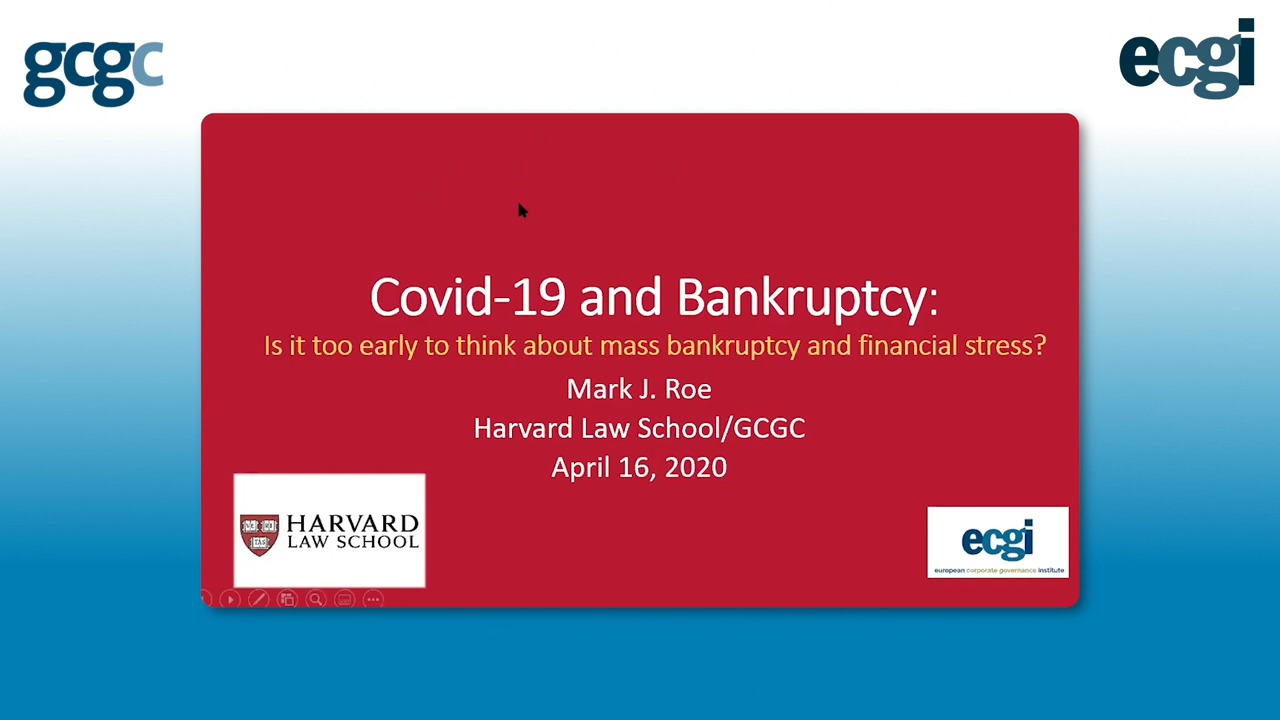 gcgc
ecgi
Covid-19 and Bankruptcy:
Is it too early to think about mass bankruptcy and financial stress?
Mark J. Roe
Harvard Law School/GCGC
April 16, 2020
HARVARD
LAW SCHOOL
ecgi
european corporate governance institute